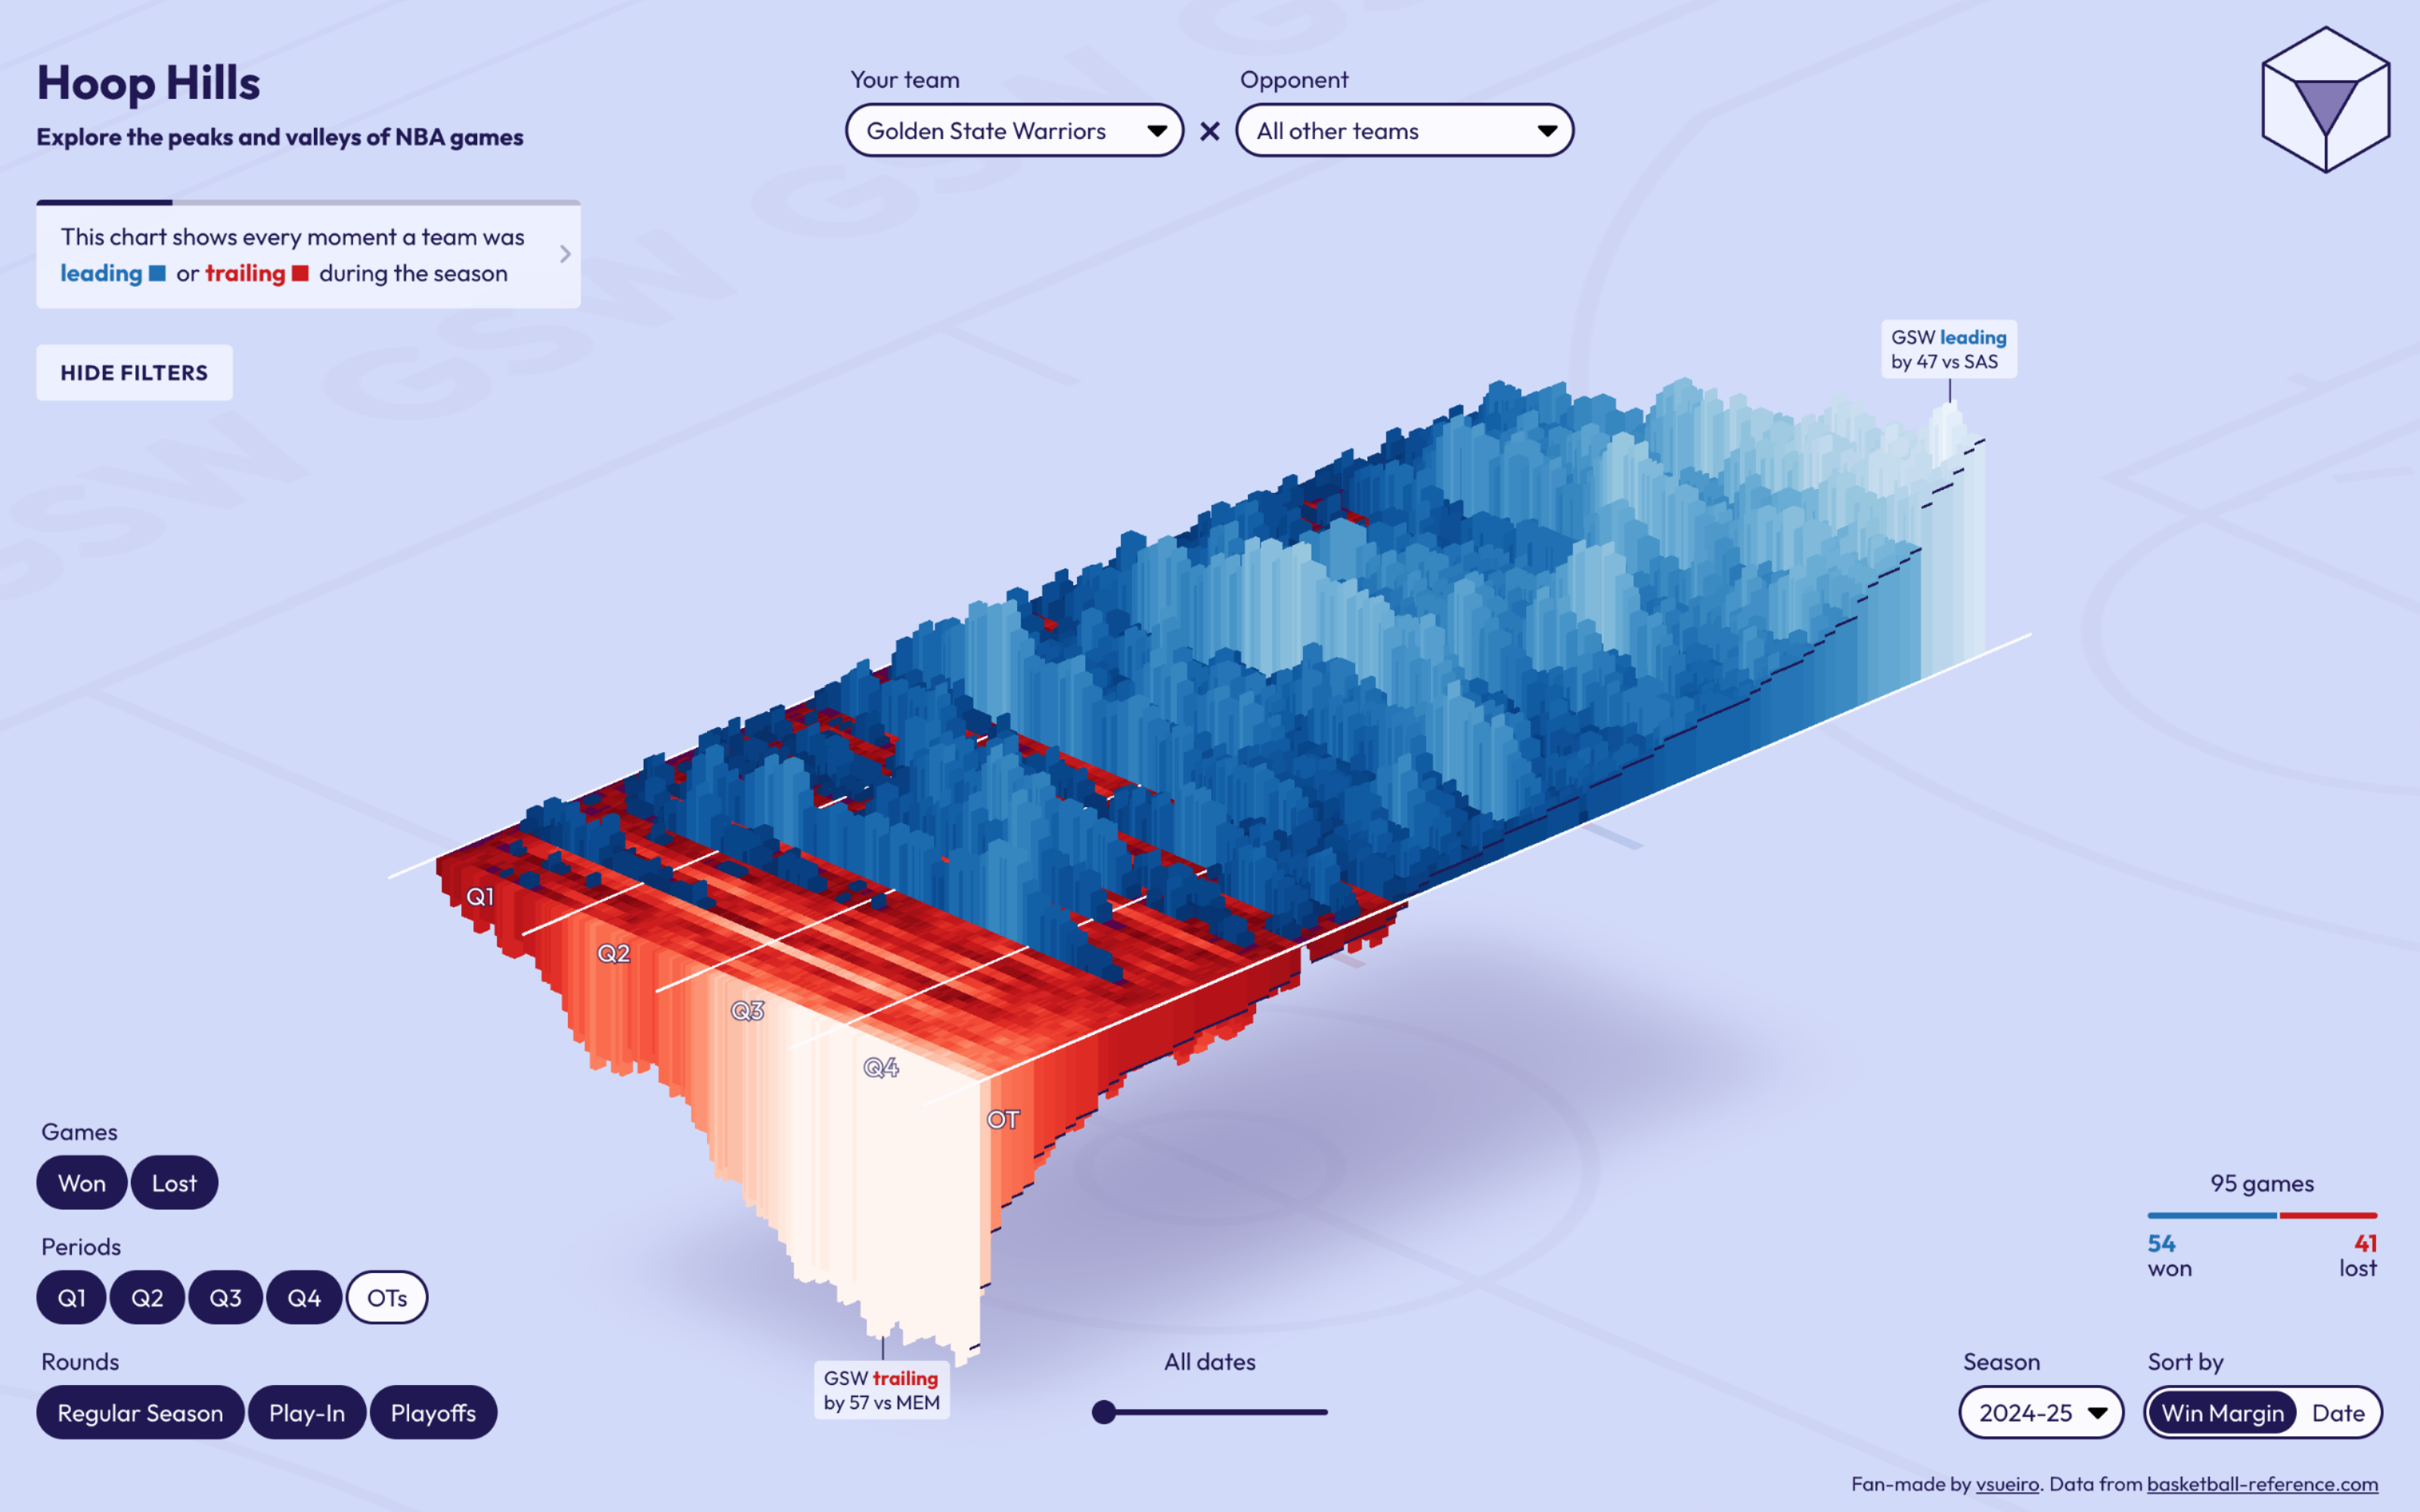 Hoop Hills
Explore the peaks and valleys of NBA games
This chart shows every moment a team was
leading or trailing during the season
HIDE FILTERS
Your team
Golden State Warriors
×
Opponent
All other teams
GSW GSW GSW GSW G
GSW leading
by 47 vs SAS
Q1
Q2
Q3
Q4
OT
GSW trailing
by 57 vs MEM
Games
Won Lost
Periods
Q1 Q2 Q3 Q4 OTs
Rounds
Regular Season Play-In Playoffs
All dates
95 games
54 41
won lost
Season
2024-25
Sort by
Win Margin Date
Fan-made by vsueiro. Data from basketball-reference.com